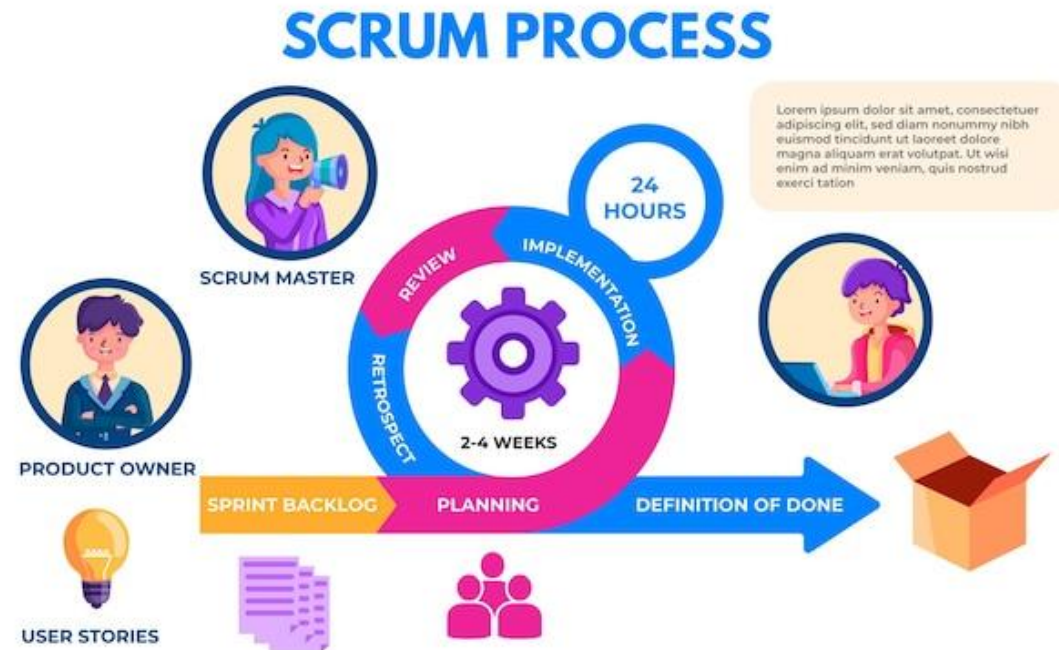 SCRUM PROCESS
Lorem ipsum dolor sit amet, consectetuer
adipiscing elit, sed diam nonummy nibh
euismod tincidunt ut laoreet dolore
magna aliquam erat volutpat. Ut wisi
enim ad minim veniam, quis nostrud
exerci tation
24
HOURS
SCRUM MASTER
REVIEW
IMPLEMENTATION
RETROSPECT
2-4 WEEKS
PRODUCT OWNER
SPRINT BACKLOG
PLANNING
DEFINITION OF DONE
USER STORIES